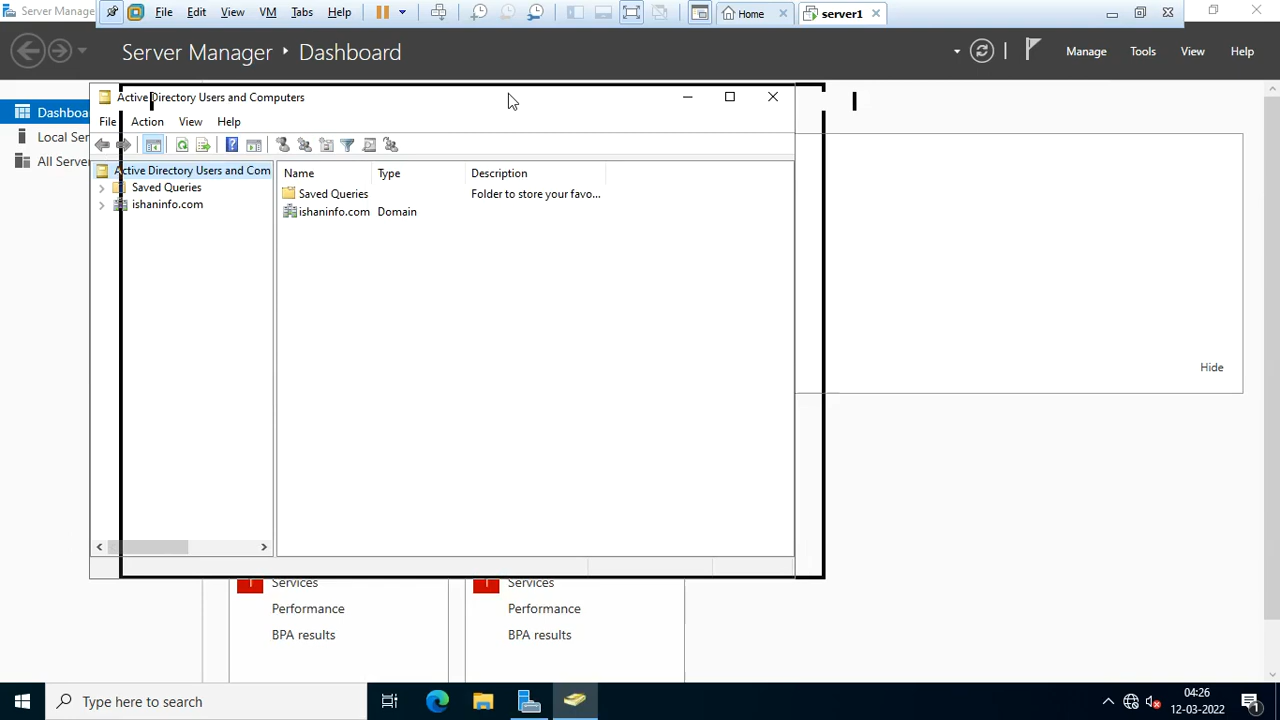 Server Manage
File Edit View VM Tabs Help
Home
server1
Server Manager • Dashboard
Manage Tools View Help
Dashboa
Local Ser
All Server
Active Directory Users and Computers
File Action View Help
Active Directory Users and Com
Saved Queries
ishaninfo.com
Name Type Description
Saved Queries Folder to store your favo...
ishaninfo.com Domain
Hide
Services Services
Performance Performance
BPA results BPA results
Type here to search
04:26
12-03-2022
1